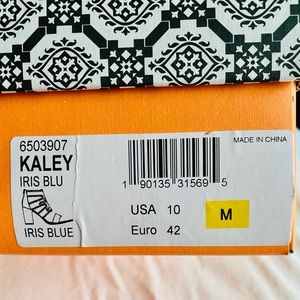 6503907
KALEY
IRIS BLU
IRIS BLUE
MADE IN CHINA
1 90135 31569 5
USA 10
Euro 42
M